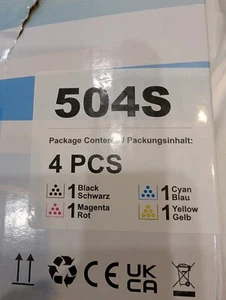 504S
Package Contents / Packungsinhalt:
4 PCS
1 Black Schwarz
1 Cyan Blau
1 Magenta Rot
1 Yellow Gelb
CE UK CA